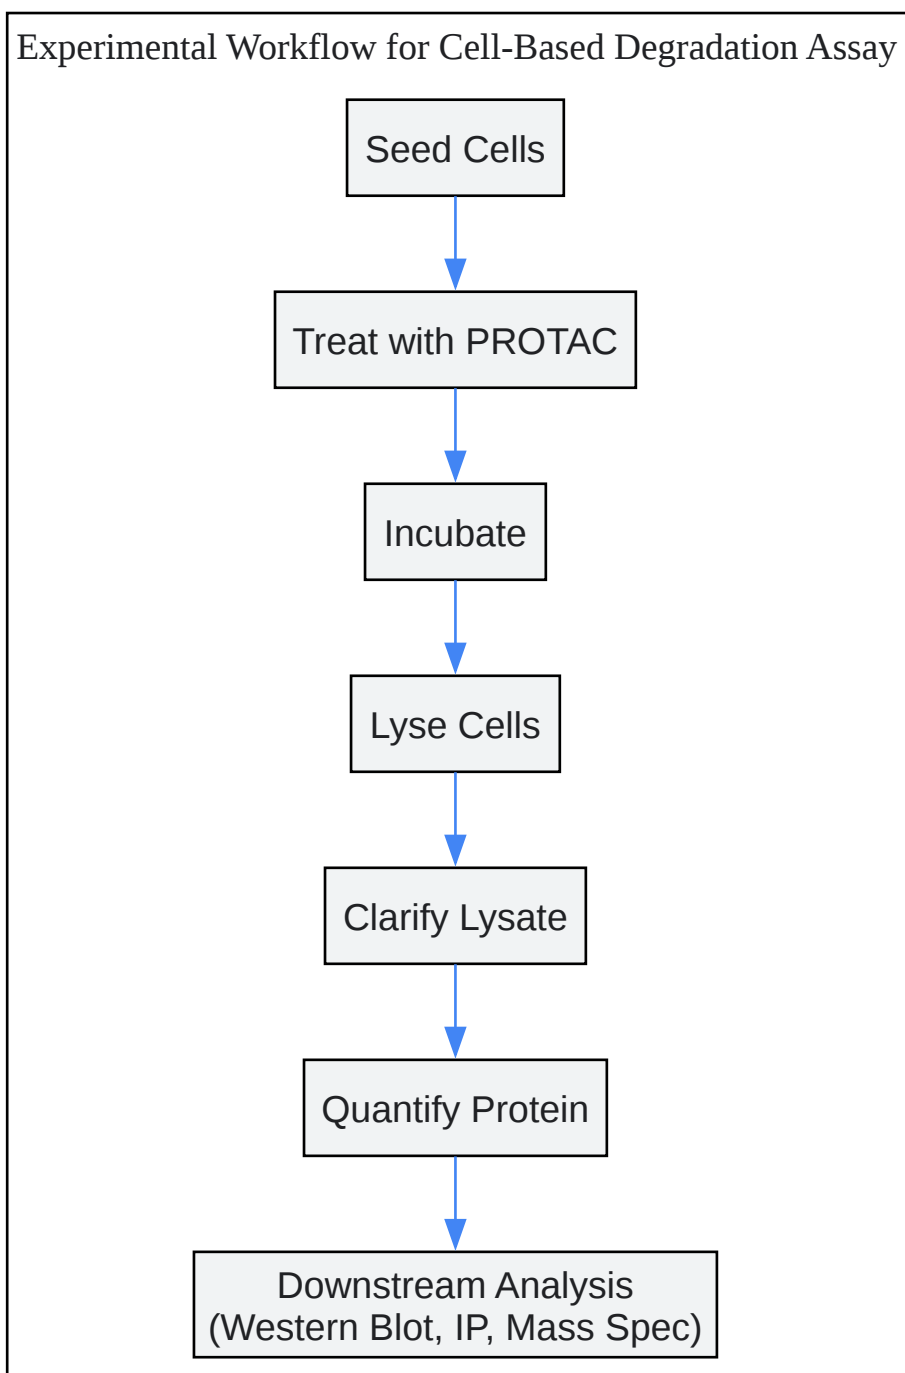 Experimental Workflow for Cell-Based Degradation Assay
Seed Cells
Treat with PROTAC
Incubate
Lyse Cells
Clarify Lysate
Quantify Protein
Downstream Analysis
(Western Blot, IP, Mass Spec)